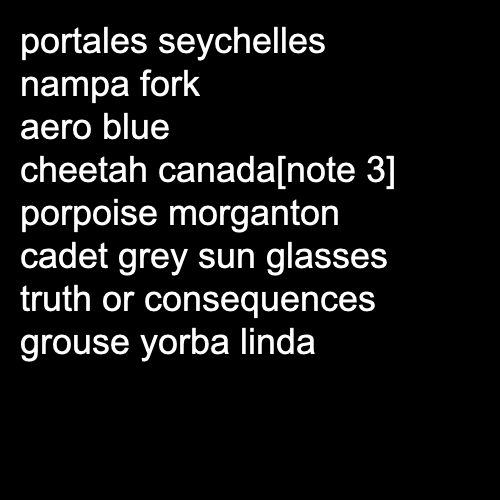 portales seychelles
nampa fork
aero blue
cheetah canada[note 3]
porpoise morganton
cadet grey sun glasses
truth or consequences
grouse yorba linda